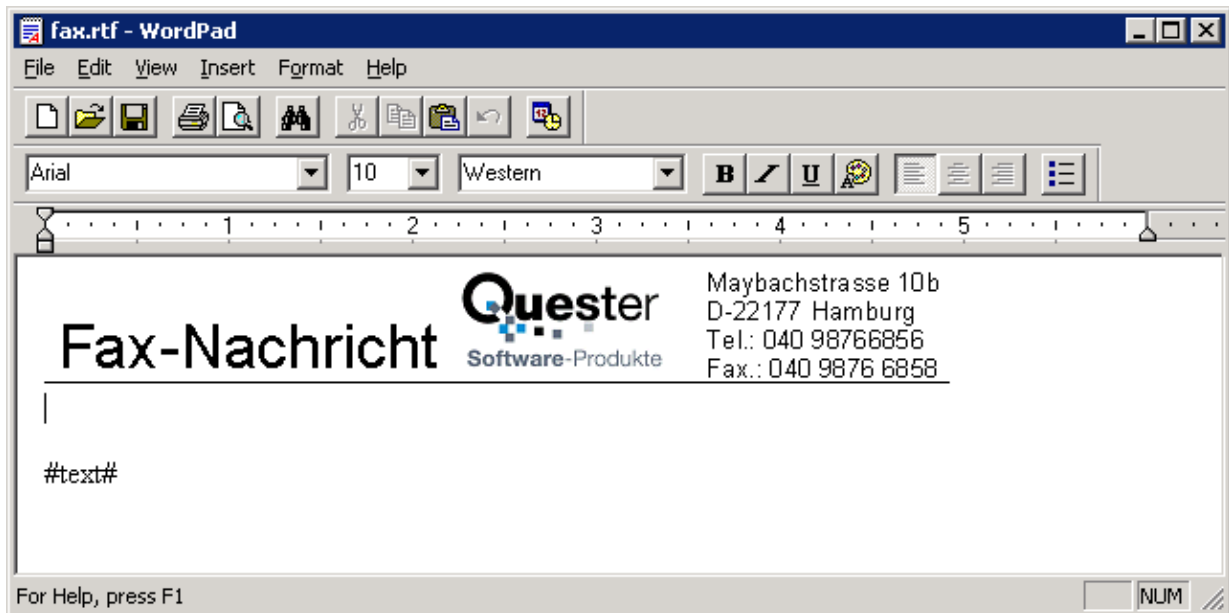 fax.rtf - WordPad
File Edit View Insert Format Help
Arial 10 Western B I U
1 2 3 4 5
Fax-Nachricht
Quester
Software-Produkte
Maybachstrasse 10b
D-22177 Hamburg
Tel.: 040 98766856
Fax.: 040 9876 6858
#text#
For Help, press F1 NUM